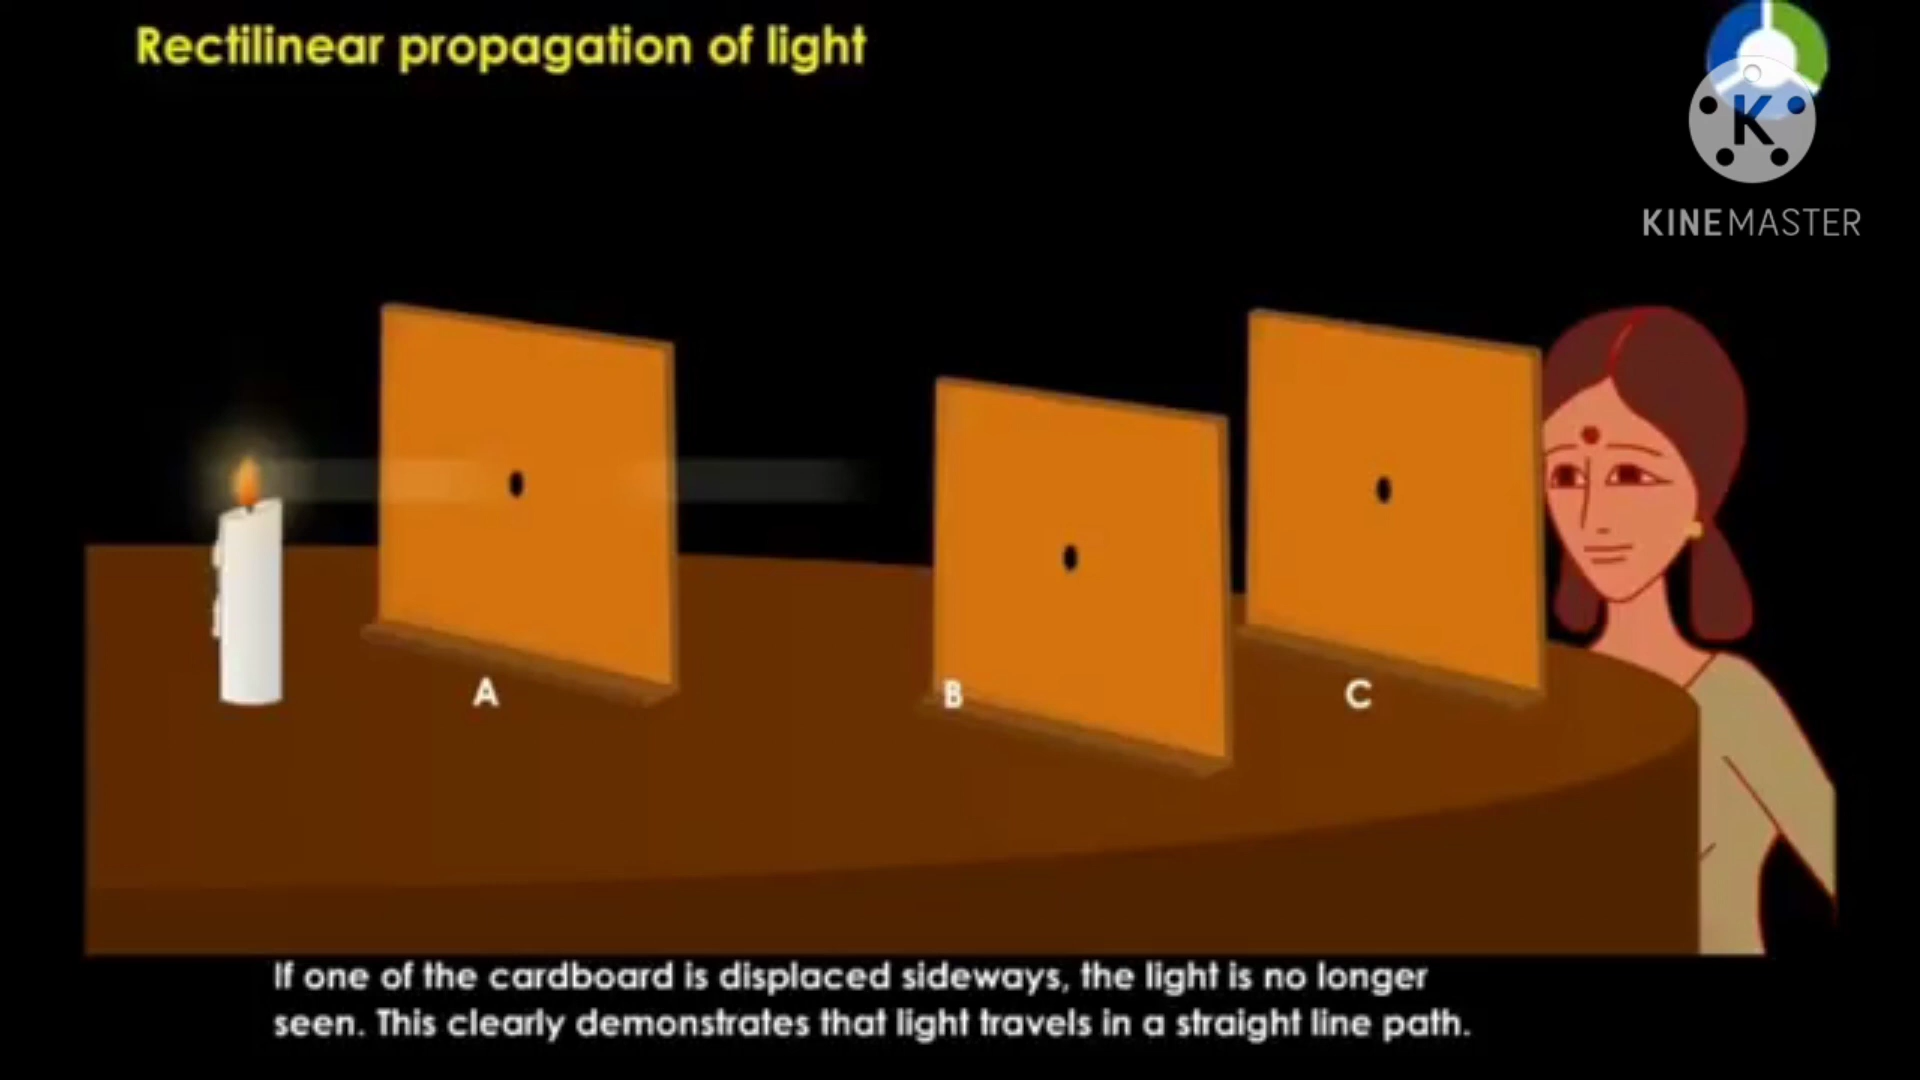 Rectilinear propagation of light
K
KINEMASTER
A
B
C
If one of the cardboard is displaced sideways, the light is no longer
seen. This clearly demonstrates that light travels in a straight line path.